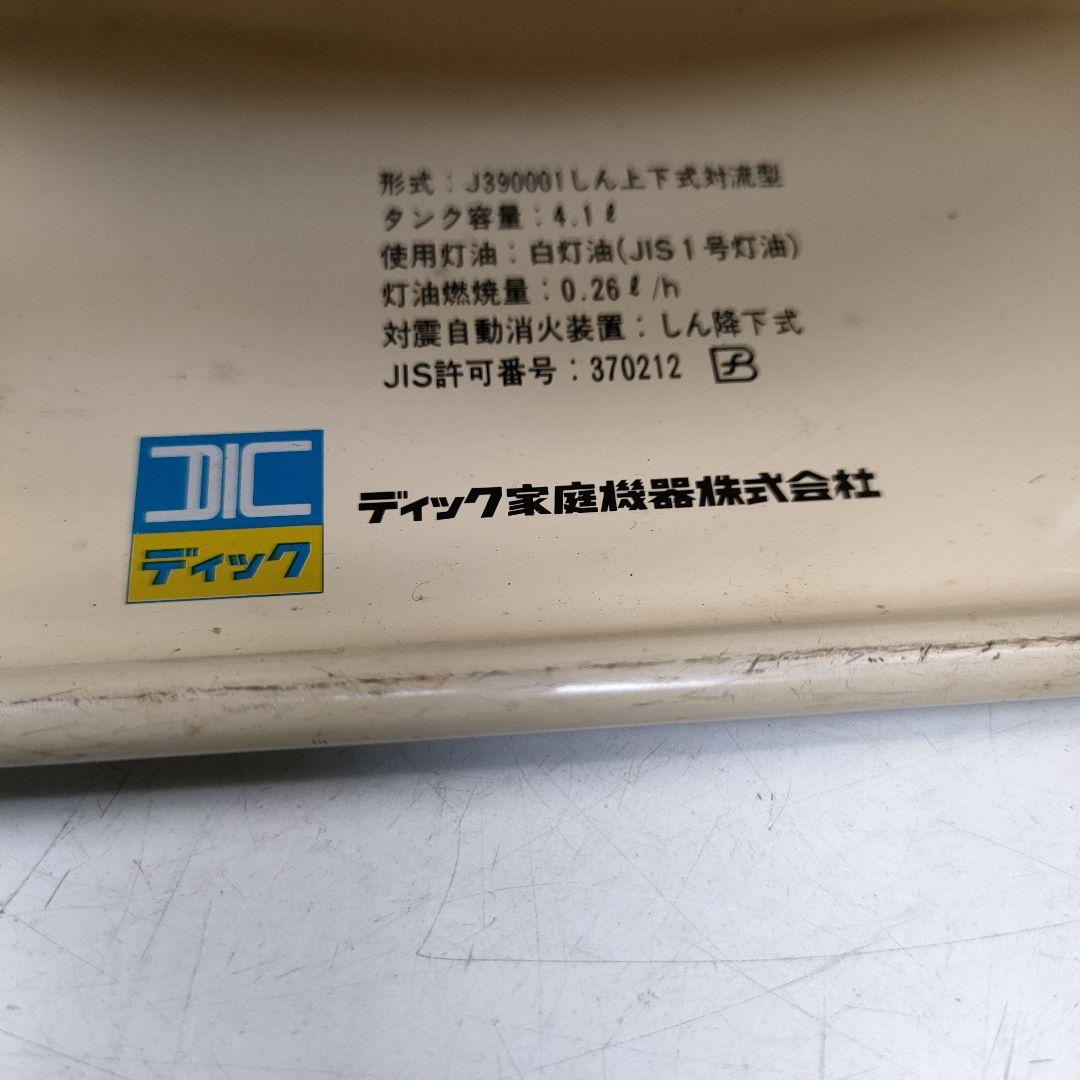 形式：J390001しん上下式対流型
タンク容量：4.1ℓ
使用灯油：白灯油(JIS1号灯油)
灯油燃焼量：0.26ℓ/h
対震自動消火装置：しん降下式
JIS許可番号：370212
DIC
ディック
ディック家庭機器株式会社